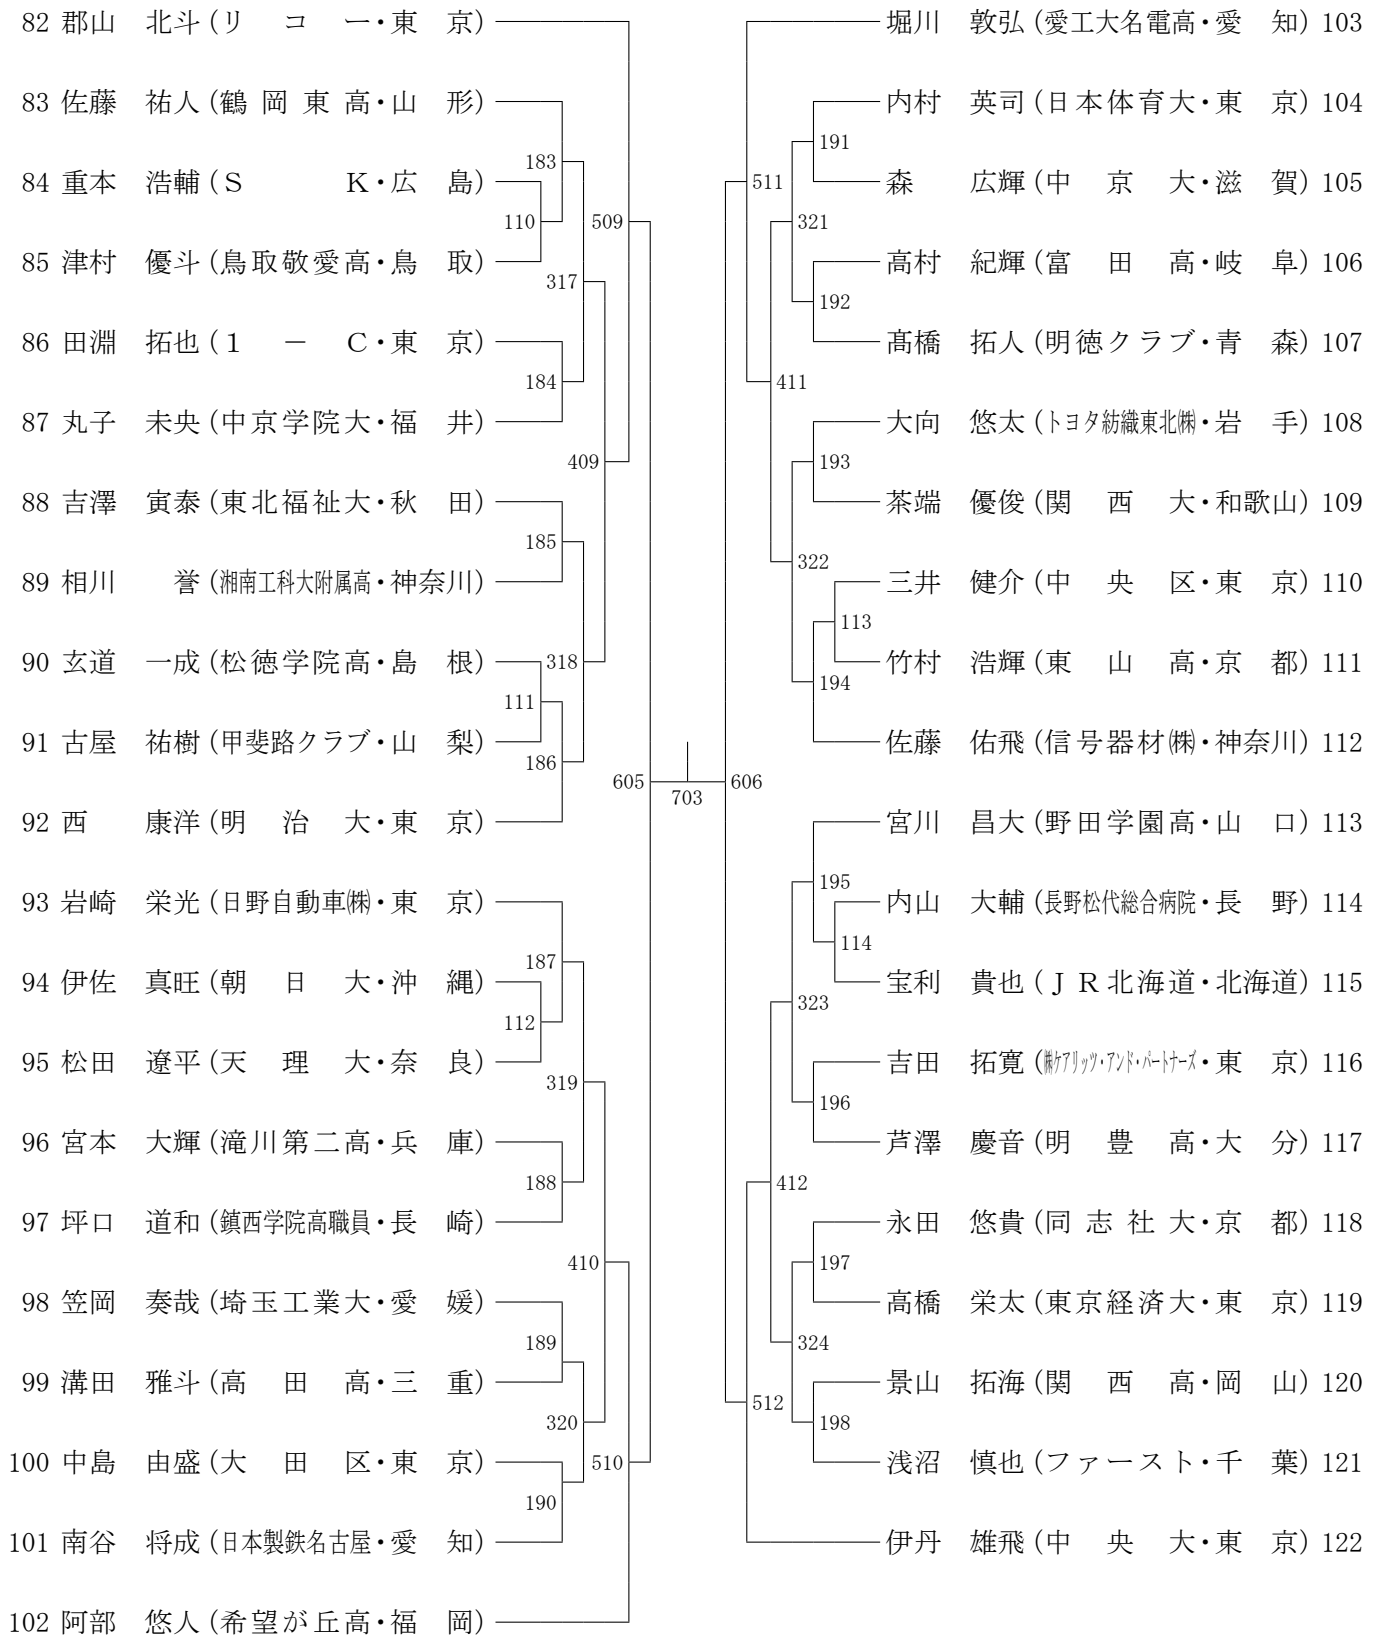 82 郡山 北斗 (リコー・東京)
83 佐藤 祐人 (鶴岡東高・山形)
84 重本 浩輔 (SK・広島)
85 津村 優斗 (鳥取敬愛高・鳥取)
86 田淵 拓也 (1-C・東京)
87 丸子 未央 (中京学院大・福井)
88 吉澤 寅泰 (東北福祉大・秋田)
89 相川 誉 (湘南工科大附属高・神奈川)
90 玄道 一成 (松徳学院高・島根)
91 古屋 祐樹 (甲斐路クラブ・山梨)
92 西 康洋 (明治大・東京)
93 岩崎 栄光 (日野自動車㈱・東京)
94 伊佐 真旺 (朝日大・沖縄)
95 松田 遼平 (天理大・奈良)
96 宮本 大輝 (滝川第二高・兵庫)
97 坪口 道和 (鎮西学院高職員・長崎)
98 笠岡 奏哉 (埼玉工業大・愛媛)
99 溝田 雅斗 (高田高・三重)
100 中島 由盛 (大田区・東京)
101 南谷 将成 (日本製鉄名古屋・愛知)
102 阿部 悠人 (希望が丘高・福岡)
183
110
184
185
111
186
187
112
188
189
190
317
318
319
320
409
410
509
510
605
703
606
511
512
411
412
321
322
323
324
191
192
193
113
194
195
114
196
197
198
堀川 敦弘 (愛工大名電高・愛知) 103
内村 英司 (日本体育大・東京) 104
森 広輝 (中京大・滋賀) 105
高村 紀輝 (富田高・岐阜) 106
髙橋 拓人 (明徳クラブ・青森) 107
大向 悠太 (トヨタ紡織東北㈱・岩手) 108
茶端 優俊 (関西大・和歌山) 109
三井 健介 (中央区・東京) 110
竹村 浩輝 (東山高・京都) 111
佐藤 佑飛 (信号器材㈱・神奈川) 112
宮川 昌大 (野田学園高・山口) 113
内山 大輔 (長野松代総合病院・長野) 114
宝利 貴也 (JR北海道・北海道) 115
吉田 拓寛 (㈱ケアリッツ・アンド・パートナーズ・東京) 116
芦澤 慶音 (明豊高・大分) 117
永田 悠貴 (同志社大・京都) 118
高橋 栄太 (東京経済大・東京) 119
景山 拓海 (関西高・岡山) 120
浅沼 慎也 (ファースト・千葉) 121
伊丹 雄飛 (中央大・東京) 122